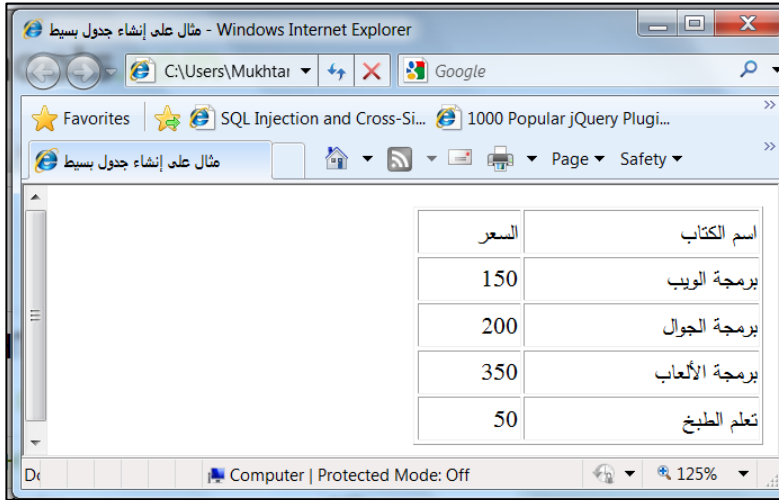 مثال على إنشاء جدول بسيط - Windows Internet Explorer
C:\Users\Mukhtar Google
Favorites SQL Injection and Cross-Si... 1000 Popular jQuery Plugi... »
مثال على إنشاء جدول بسيط Page Safety »
اسم الكتاب السعر
برمجة الويب 150
برمجة الجوال 200
برمجة الألعاب 350
تعلم الطبخ 50
Computer | Protected Mode: Off 125%